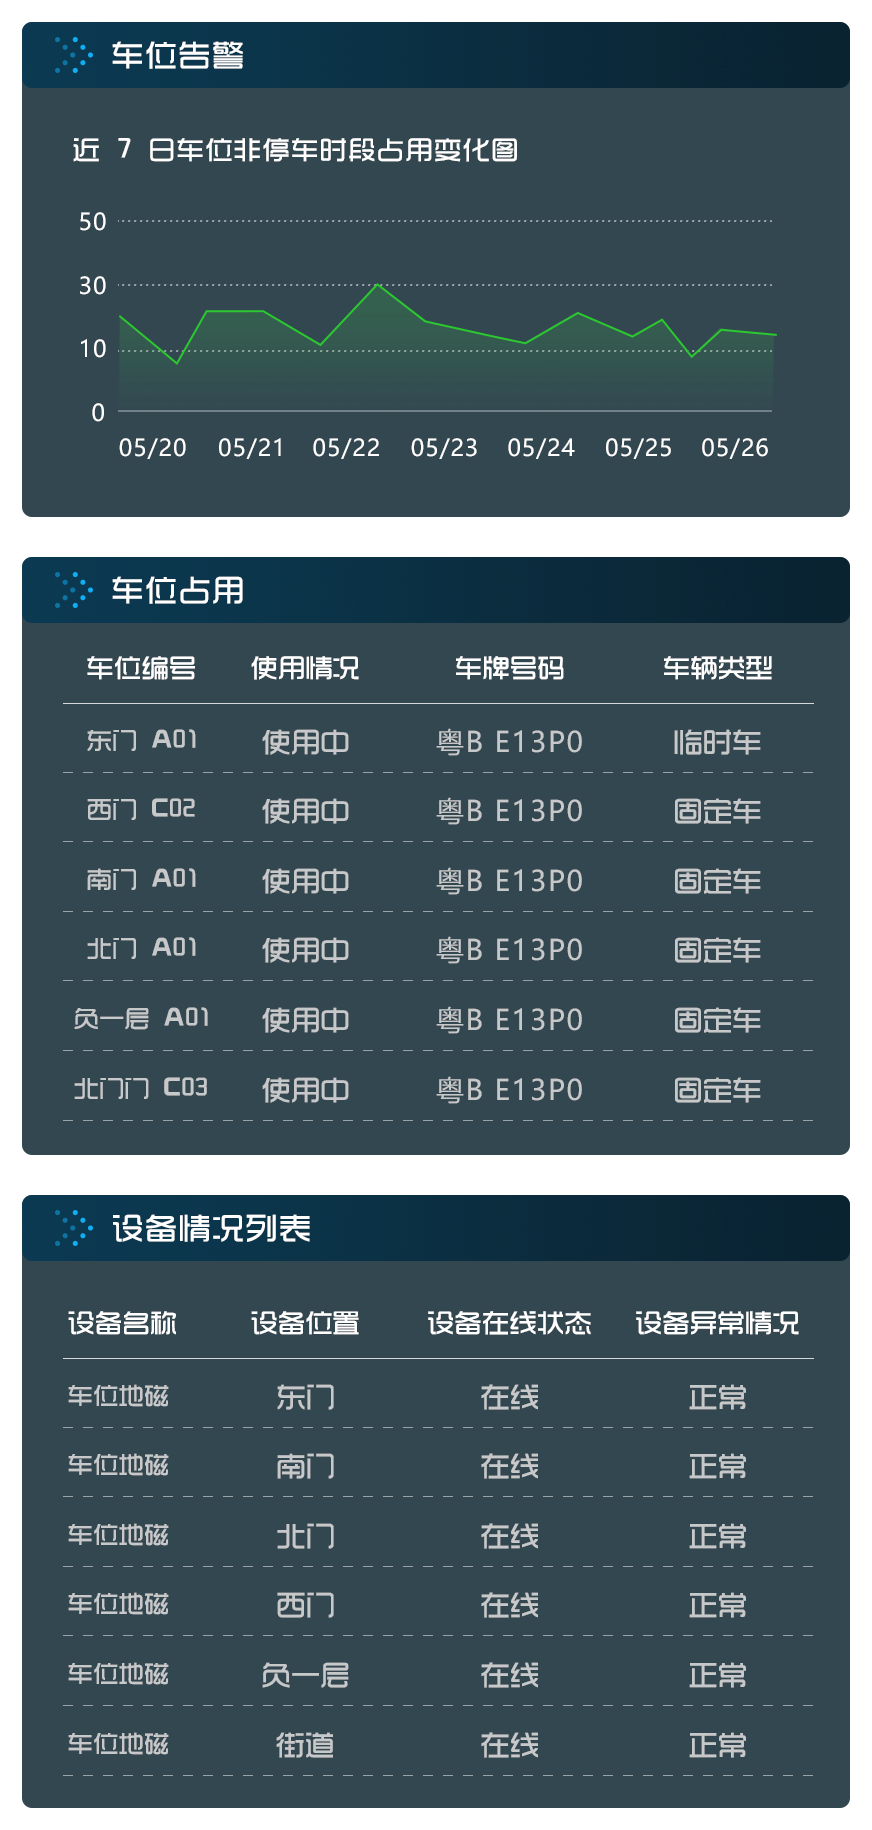 车位告警
近 7 日车位非停车时段占用变化图
50
30
10
0
05/20 05/21 05/22 05/23 05/24 05/25 05/26
车位占用
车位编号 使用情况 车牌号码 车辆类型
东门 A01 使用中 粤B E13P0 临时车
西门 C02 使用中 粤B E13P0 固定车
南门 A01 使用中 粤B E13P0 固定车
北门 A01 使用中 粤B E13P0 固定车
负一层 A01 使用中 粤B E13P0 固定车
北门门 C03 使用中 粤B E13P0 固定车
设备情况列表
设备名称 设备位置 设备在线状态 设备异常情况
车位地磁 东门 在线 正常
车位地磁 南门 在线 正常
车位地磁 北门 在线 正常
车位地磁 西门 在线 正常
车位地磁 负一层 在线 正常
车位地磁 街道 在线 正常